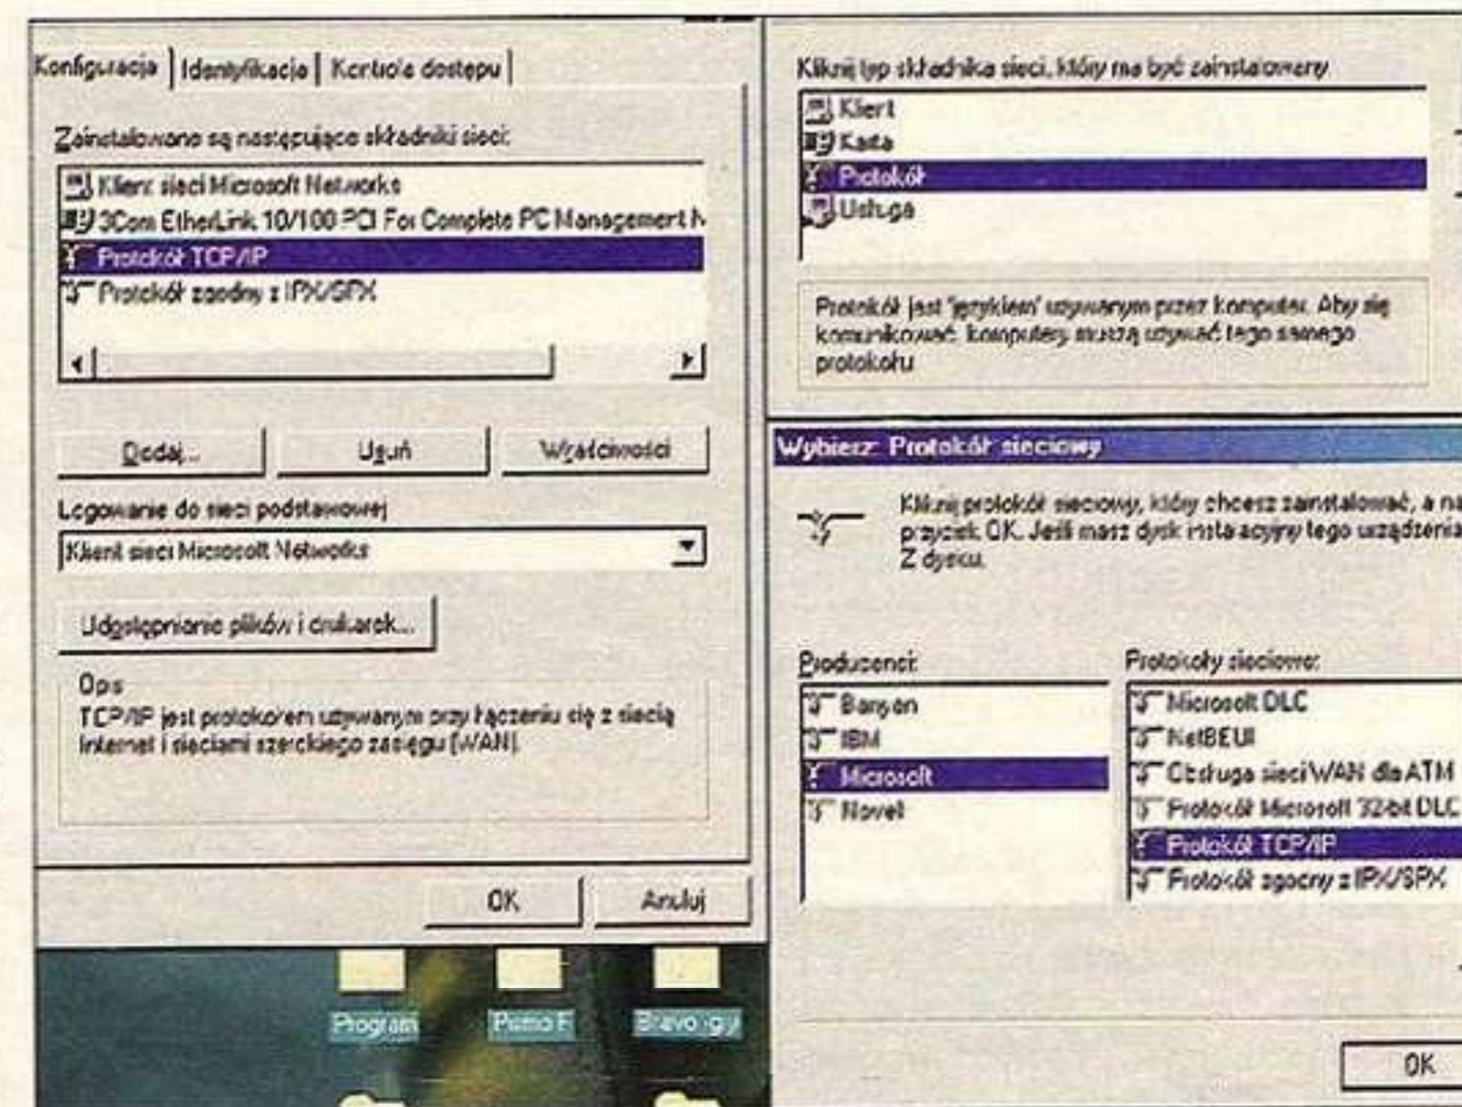 Konfiguracja
Identyfikacja
Kontrola dostępu
Zainstalowane są następujące składniki sieci:
Klient sieci Microsoft Networks
3Com EtherLink 10/100 PCI For Complete PC Management N
Protokół TCP/IP
Protokół zgodny z IPX/SPX
Dodaj...
Usuń
Właściwości
Logowanie do sieci podstawowej
Klient sieci Microsoft Networks
Udostępnianie plików i drukarek...
Opis
TCP/IP jest protokołem używanym przy łączeniu się z siecią
Internet i sieciami szerokiego zasięgu (WAN).
OK
Anuluj
Program
Pismo F
Bravo -gy
Kliknij typ składnika sieci, który ma być zainstalowany
Klient
Karta
Protokół
Usługa
Protokół jest 'językiem' używanym przez komputer. Aby się
komunikować, komputery muszą używać tego samego
protokołu
Wybierz: Protokół sieciowy
Kliknij protokół sieciowy, który chcesz zainstalować, a na
przycisk OK. Jeśli masz dysk instalacyjny tego urządzenia
Z dysku.
Producenci:
Banyan
IBM
Microsoft
Novell
Protokoły sieciowe:
Microsoft DLC
NetBEUI
Obsługa sieci WAN dla ATM
Protokół Microsoft 32-bit DLC
Protokół TCP/IP
Protokół zgodny z IPX/SPX
OK